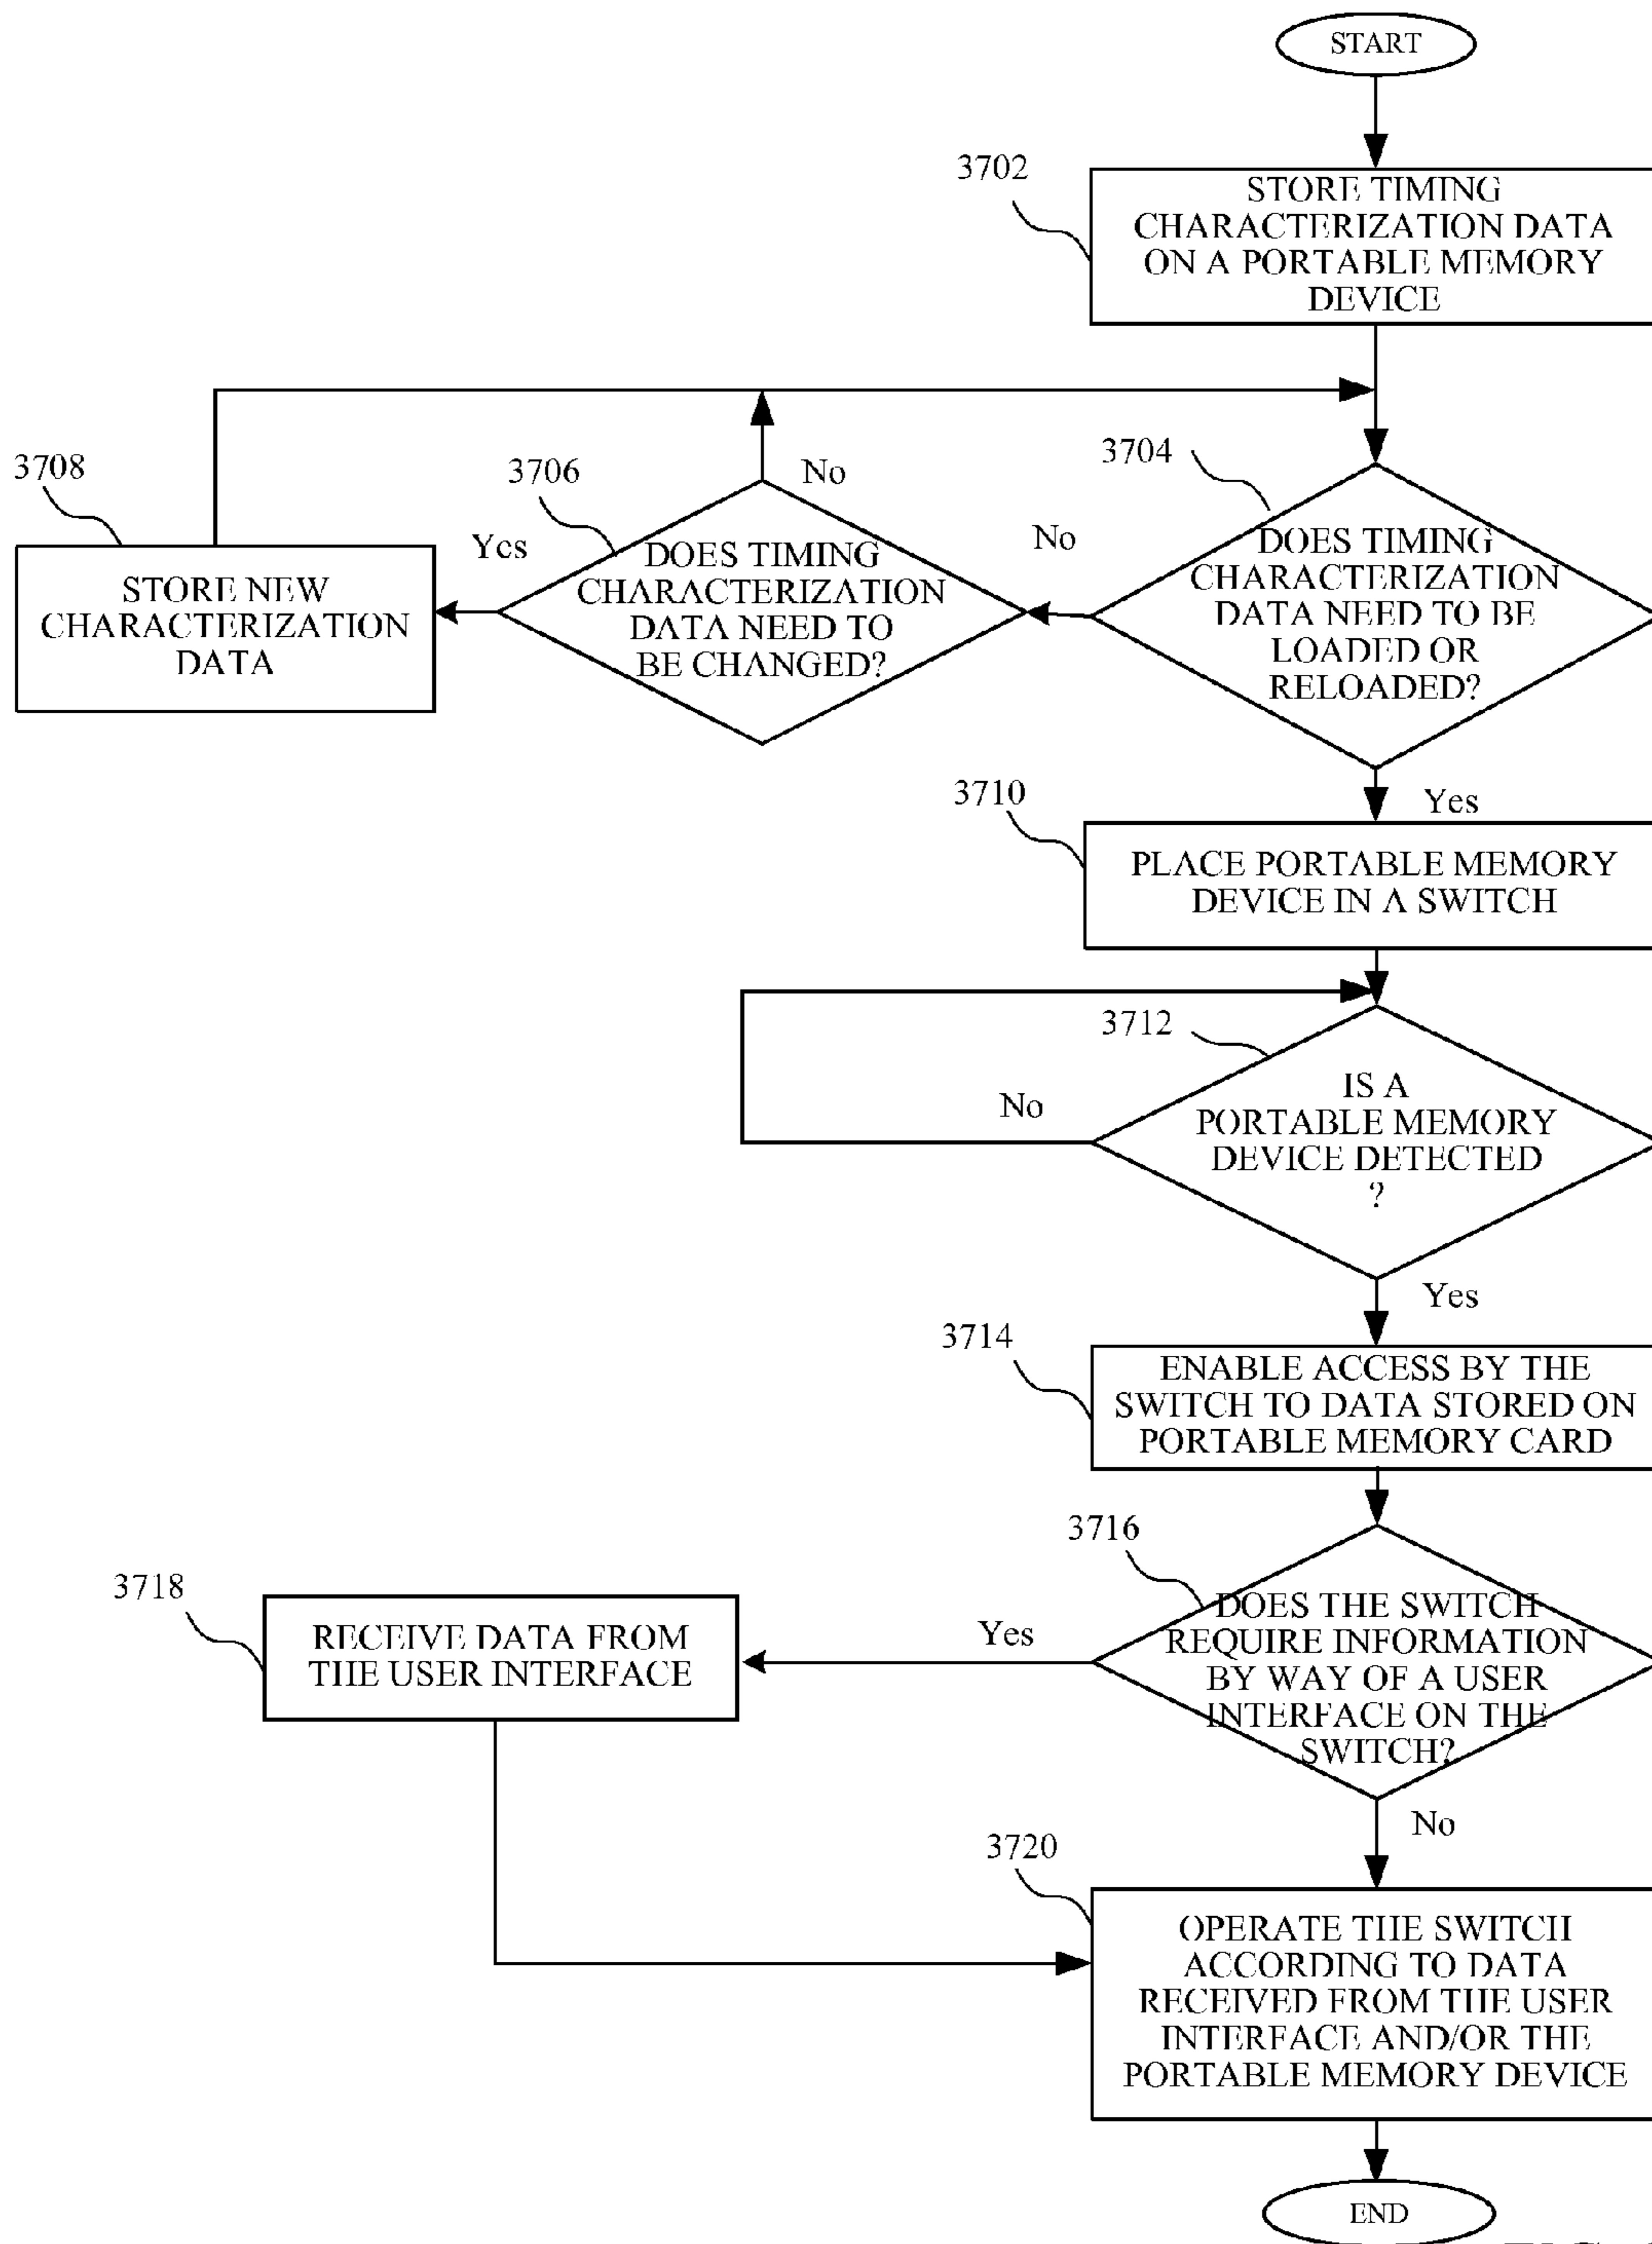 START
3702
STORE TIMING
CHARACTERIZATION DATA
ON A PORTABLE MEMORY
DEVICE
3704
DOES TIMING
CHARACTERIZATION
DATA NEED TO BE
LOADED OR
RELOADED?
No
3706
DOES TIMING
CHARACTERIZATION
DATA NEED TO
BE CHANGED?
No
Yes
3708
STORE NEW
CHARACTERIZATION
DATA
Yes
3710
PLACE PORTABLE MEMORY
DEVICE IN A SWITCH
3712
IS A
PORTABLE MEMORY
DEVICE DETECTED
?
No
Yes
3714
ENABLE ACCESS BY THE
SWITCH TO DATA STORED ON
PORTABLE MEMORY CARD
3716
DOES THE SWITCH
REQUIRE INFORMATION
BY WAY OF A USER
INTERFACE ON THE
SWITCH?
Yes
3718
RECEIVE DATA FROM
THE USER INTERFACE
No
3720
OPERATE THE SWITCH
ACCORDING TO DATA
RECEIVED FROM THE USER
INTERFACE AND/OR THE
PORTABLE MEMORY DEVICE
END